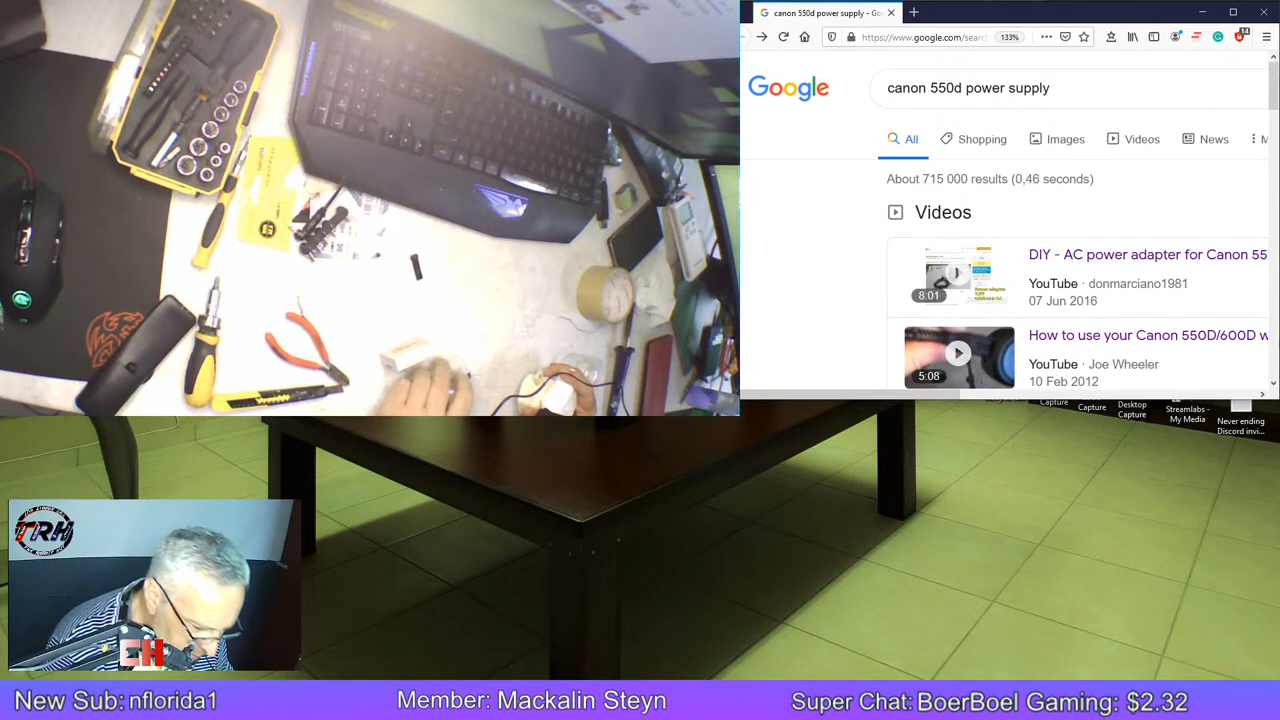 canon 550d power supply - Go
https://www.google.com/searc
133%
14
Google
canon 550d power supply
All
Shopping
Images
Videos
News
M
About 715 000 results (0,46 seconds)
Videos
DIY - AC power adapter for Canon 55
YouTube · donmarciano1981
07 Jun 2016
8:01
How to use your Canon 550D/600D w
YouTube · Joe Wheeler
10 Feb 2012
5:08
Capture
Capture
Desktop
Capture
Streamlabs -
My Media
Never ending
Discord invi...
TRH
CH
New Sub: nflorida1
Member: Mackalin Steyn
Super Chat: BoerBoel Gaming: $2.32